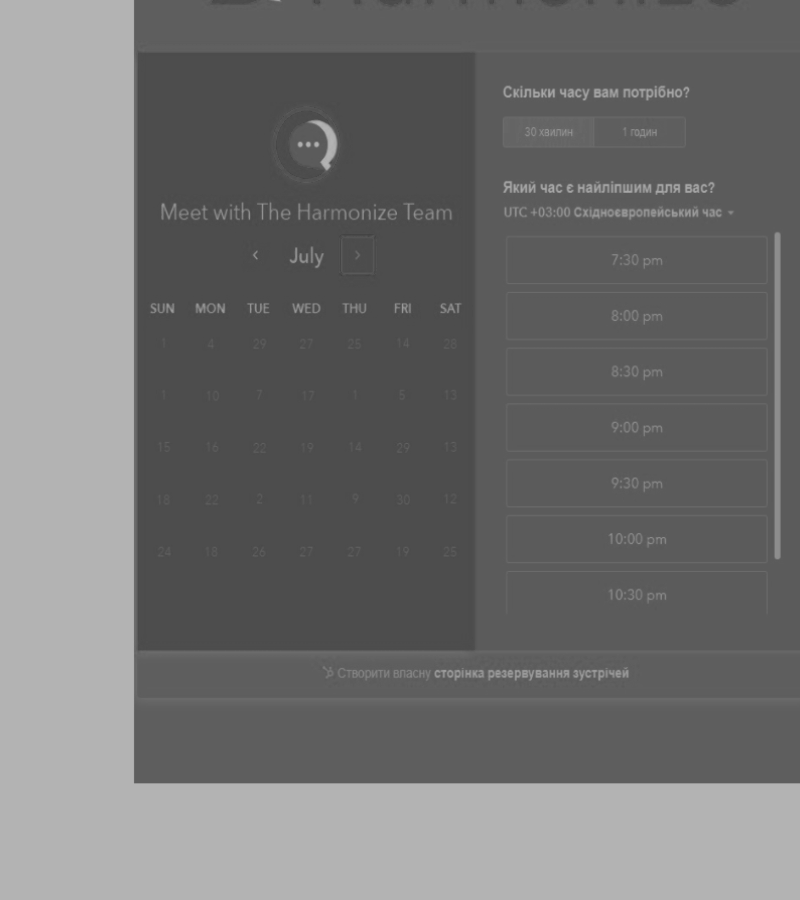 Meet with The Harmonize Team
July
SUN MON TUE WED THU FRI SAT
1 4 29 27 25 14 28
1 10 7 17 1 5 13
15 16 22 19 14 29 13
18 22 2 11 9 30 12
24 18 26 27 27 19 25
Скільки часу вам потрібно?
30 хвилин 1 годин
Який час є найліпшим для вас?
UTC +03:00 Східноєвропейський час
7:30 pm
8:00 pm
8:30 pm
9:00 pm
9:30 pm
10:00 pm
10:30 pm
Створити власну сторінка резервування зустрічей